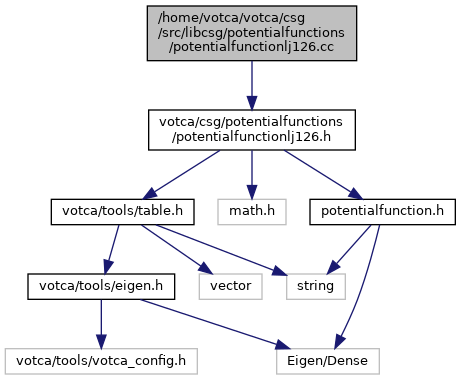 /home/votca/votca/csg
/src/libcsg/potentialfunctions
/potentialfunctionlj126.cc
votca/csg/potentialfunctions
/potentialfunctionlj126.h
votca/tools/table.h
math.h
potentialfunction.h
votca/tools/eigen.h
vector
string
votca/tools/votca_config.h
Eigen/Dense